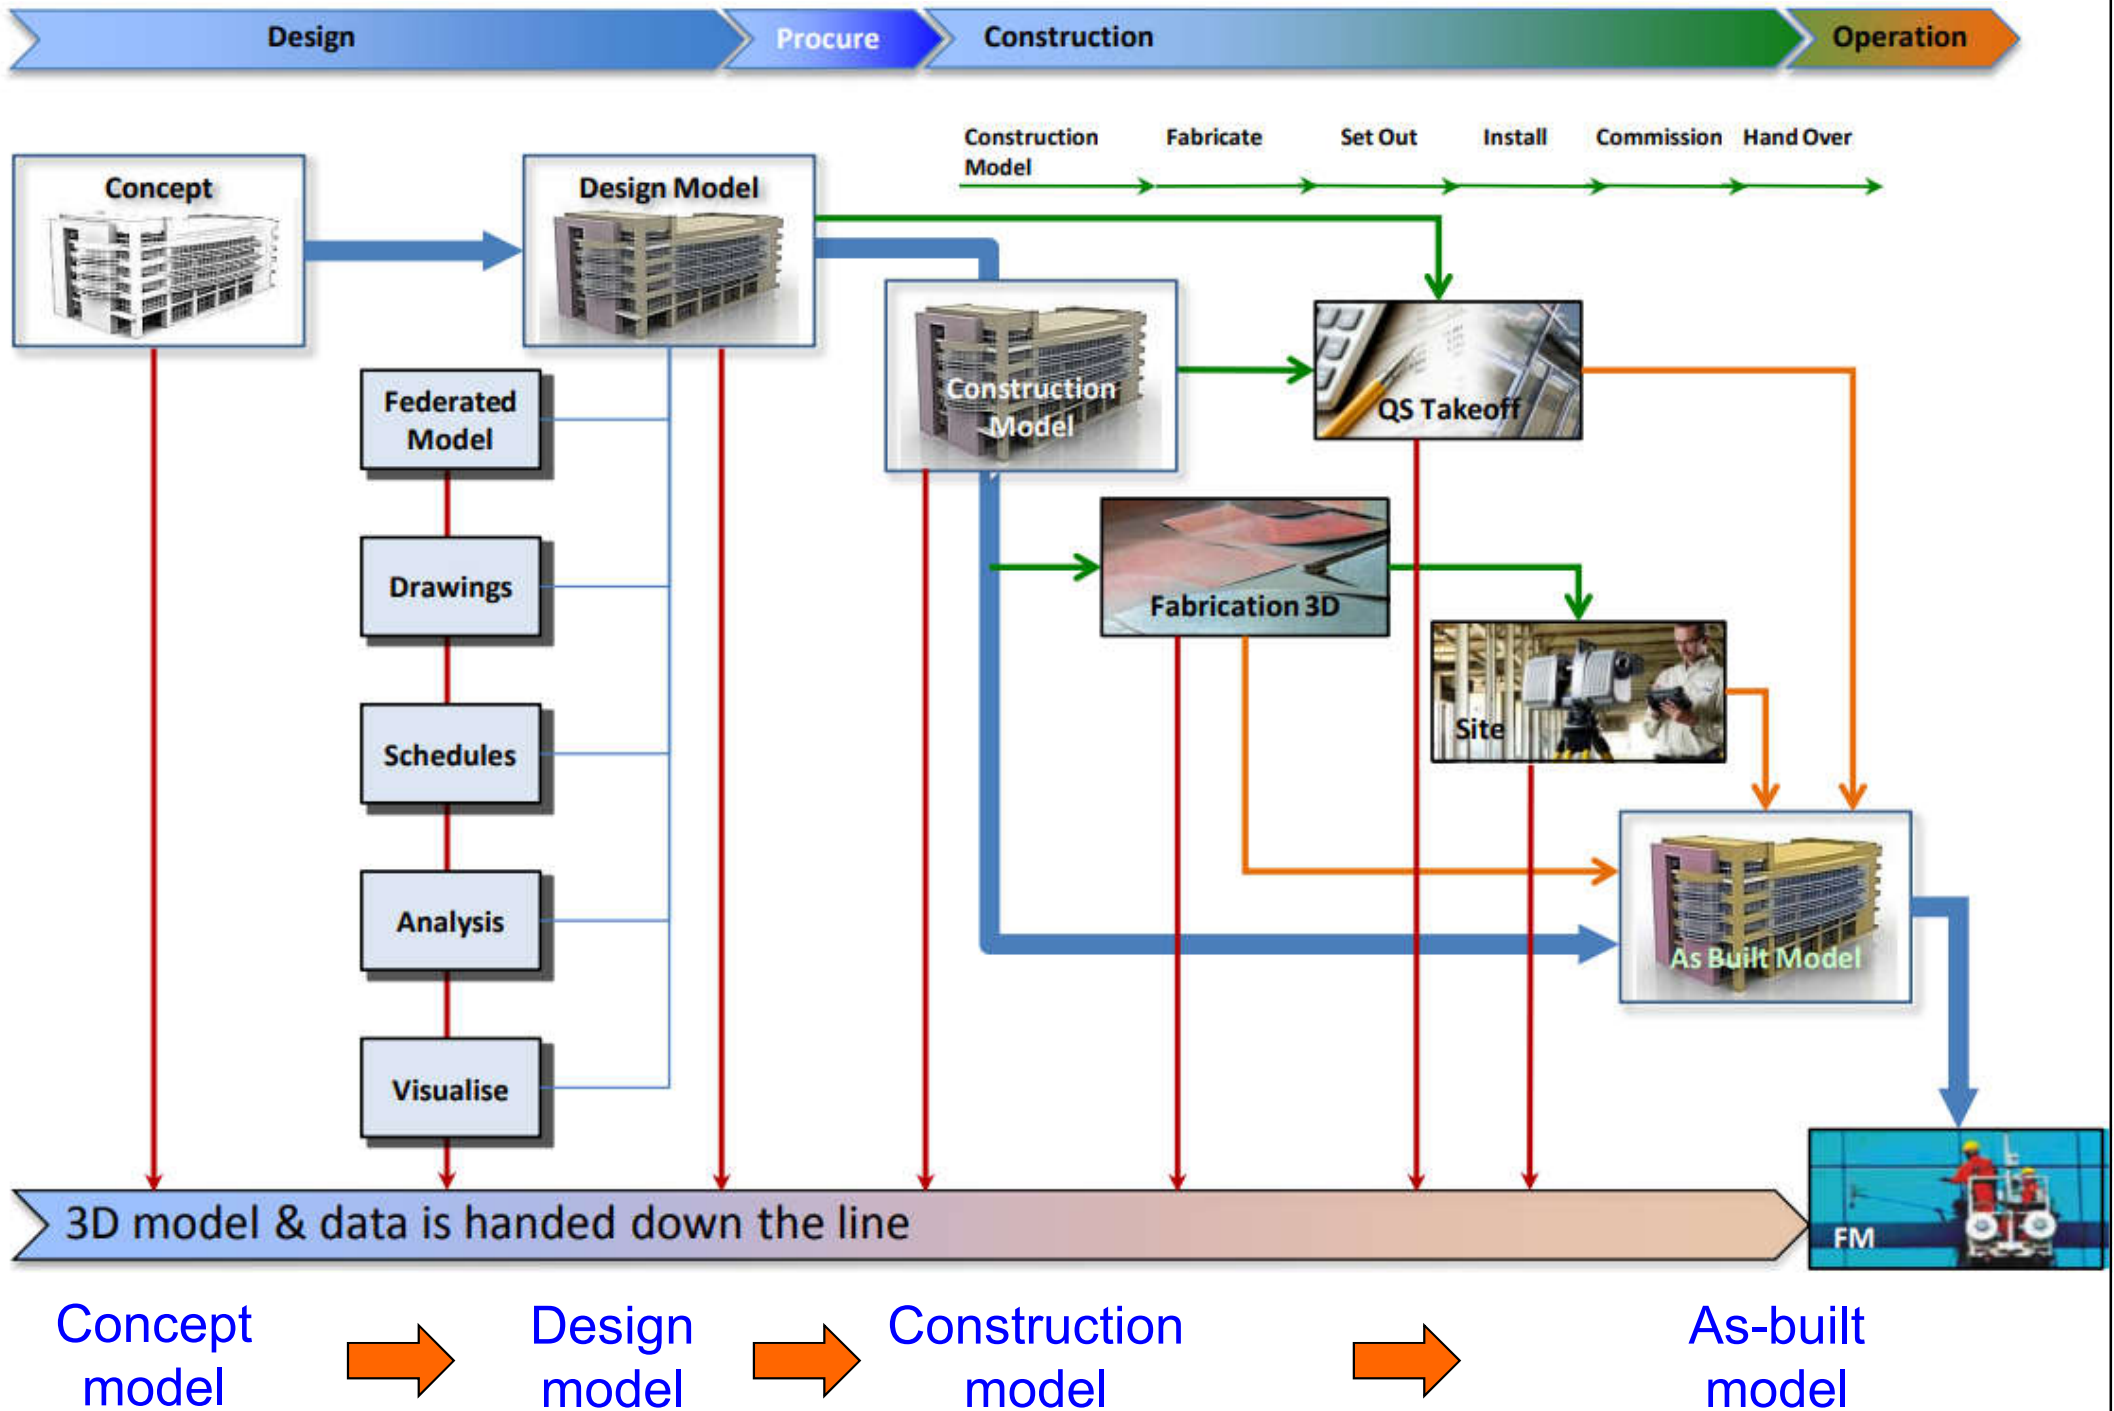 Design
Procure
Construction
Operation
Construction
Model
Fabricate
Set Out
Install
Commission
Hand Over
Concept
Design Model
Construction
Model
QS Takeoff
Federated
Model
Drawings
Fabrication 3D
Schedules
Site
Analysis
As Built Model
Visualise
3D model & data is handed down the line
FM
Concept
model
Design
model
Construction
model
As-built
model